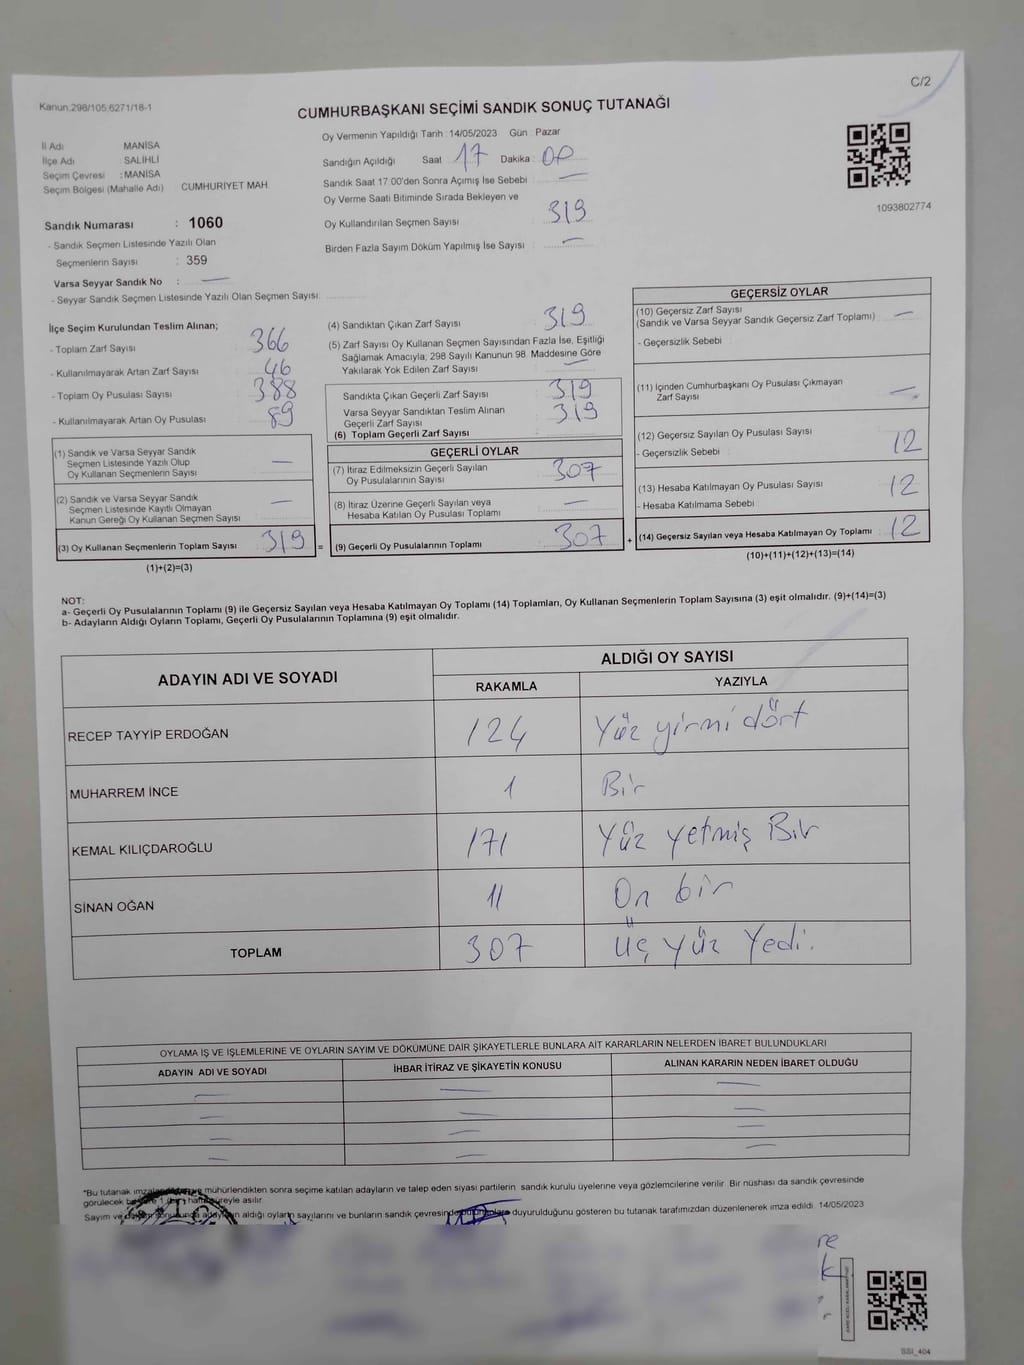 C/2
Kanun 298/105.6271/18-1
CUMHURBAŞKANI SEÇİMİ SANDIK SONUÇ TUTANAĞI
İl Adı MANİSA
İlçe Adı : SALİHLİ
Seçim Çevresi : MANİSA
Seçim Bölgesi (Mahalle Adı) CUMHURİYET MAH.
Sandık Numarası : 1060
- Sandık Seçmen Listesinde Yazılı Olan
Seçmenlerin Sayısı : 359
Varsa Seyyar Sandık No : —
- Seyyar Sandık Seçmen Listesinde Yazılı Olan Seçmen Sayısı:
Oy Vermenin Yapıldığı Tarih : 14/05/2023 Gün : Pazar
Sandığın Açıldığı Saat 17 Dakika : 00
Sandık Saat 17:00'den Sonra Açımış İse Sebebi : —
Oy Verme Saati Bitiminde Sırada Bekleyen ve
Oy Kullandırılan Seçmen Sayısı : 319
Birden Fazla Sayım Döküm Yapılmış İse Sayısı : —
1093802774
İlçe Seçim Kurulundan Teslim Alınan;
- Toplam Zarf Sayısı : 366
- Kullanılmayarak Artan Zarf Sayısı : 46
- Toplam Oy Pusulası Sayısı : 388
- Kullanılmayarak Artan Oy Pusulası : 89
(1) Sandık ve Varsa Seyyar Sandık
Seçmen Listesinde Yazılı Olup
Oy Kullanan Seçmenlerin Sayısı : —
(2) Sandık ve Varsa Seyyar Sandık
Seçmen Listesinde Kayıtlı Olmayan
Kanun Gereği Oy Kullanan Seçmen Sayısı : —
(3) Oy Kullanan Seçmenlerin Toplam Sayısı : 319 =
(1)+(2)=(3)
(4) Sandıktan Çıkan Zarf Sayısı : 319
(5) Zarf Sayısı Oy Kullanan Seçmen Sayısından Fazla İse, Eşitliği
Sağlamak Amacıyla; 298 Sayılı Kanunun 98. Maddesine Göre
Yakılarak Yok Edilen Zarf Sayısı : —
Sandıkta Çıkan Geçerli Zarf Sayısı : 319
Varsa Seyyar Sandıktan Teslim Alınan
Geçerli Zarf Sayısı : 319
(6) Toplam Geçerli Zarf Sayısı :
GEÇERLİ OYLAR
(7) İtiraz Edilmeksizin Geçerli Sayılan
Oy Pusulalarının Sayısı : 307
(8) İtiraz Üzerine Geçerli Sayılan veya
Hesaba Katılan Oy Pusulası Toplamı : —
(9) Geçerli Oy Pusulalarının Toplamı : 307 +
GEÇERSİZ OYLAR
(10) Geçersiz Zarf Sayısı
(Sandık ve Varsa Seyyar Sandık Geçersiz Zarf Toplamı) : —
- Geçersizlik Sebebi :
(11) İçinden Cumhurbaşkanı Oy Pusulası Çıkmayan
Zarf Sayısı : —
(12) Geçersiz Sayılan Oy Pusulası Sayısı : 12
- Geçersizlik Sebebi :
(13) Hesaba Katılmayan Oy Pusulası Sayısı : 12
- Hesaba Katılmama Sebebi :
(14) Geçersiz Sayılan veya Hesaba Katılmayan Oy Toplamı : 12
(10)+(11)+(12)+(13)=(14)
NOT:
a- Geçerli Oy Pusulalarının Toplamı (9) ile Geçersiz Sayılan veya Hesaba Katılmayan Oy Toplamı (14) Toplamları, Oy Kullanan Seçmenlerin Toplam Sayısına (3) eşit olmalıdır. (9)+(14)=(3)
b- Adayların Aldığı Oyların Toplamı, Geçerli Oy Pusulalarının Toplamına (9) eşit olmalıdır.
ADAYIN ADI VE SOYADI ALDIĞI OY SAYISI
RAKAMLA YAZIYLA
RECEP TAYYİP ERDOĞAN 124 Yüz yirmi dört
MUHARREM İNCE 1 Bir
KEMAL KILIÇDAROĞLU 171 Yüz yetmiş Bir
SİNAN OĞAN 11 On bir
TOPLAM 307 Üç yüz Yedi.
OYLAMA İŞ VE İŞLEMLERİNE VE OYLARIN SAYIM VE DÖKÜMÜNE DAİR ŞİKAYETLERLE BUNLARA AİT KARARLARIN NELERDEN İBARET BULUNDUKLARI
ADAYIN ADI VE SOYADI İHBAR İTİRAZ VE ŞİKAYETİN KONUSU ALINAN KARARIN NEDEN İBARET OLDUĞU
— — —
— — —
— — —
— — —
*Bu tutanak mühürlendikten sonra seçime katılan adayların ve talep eden siyasi partilerin sandık kurulu üyelerine veya gözlemcilerine verilir. Bir nüshası da sandık çevresinde
görülecek süreyle asılır.
Sayım ve aldığı oyların sayılarını ve bunların sandık çevresinde duyurulduğunu gösteren bu tutanak tarafımızdan düzenlenerek imza edildi. 14/05/2023
SSI_404